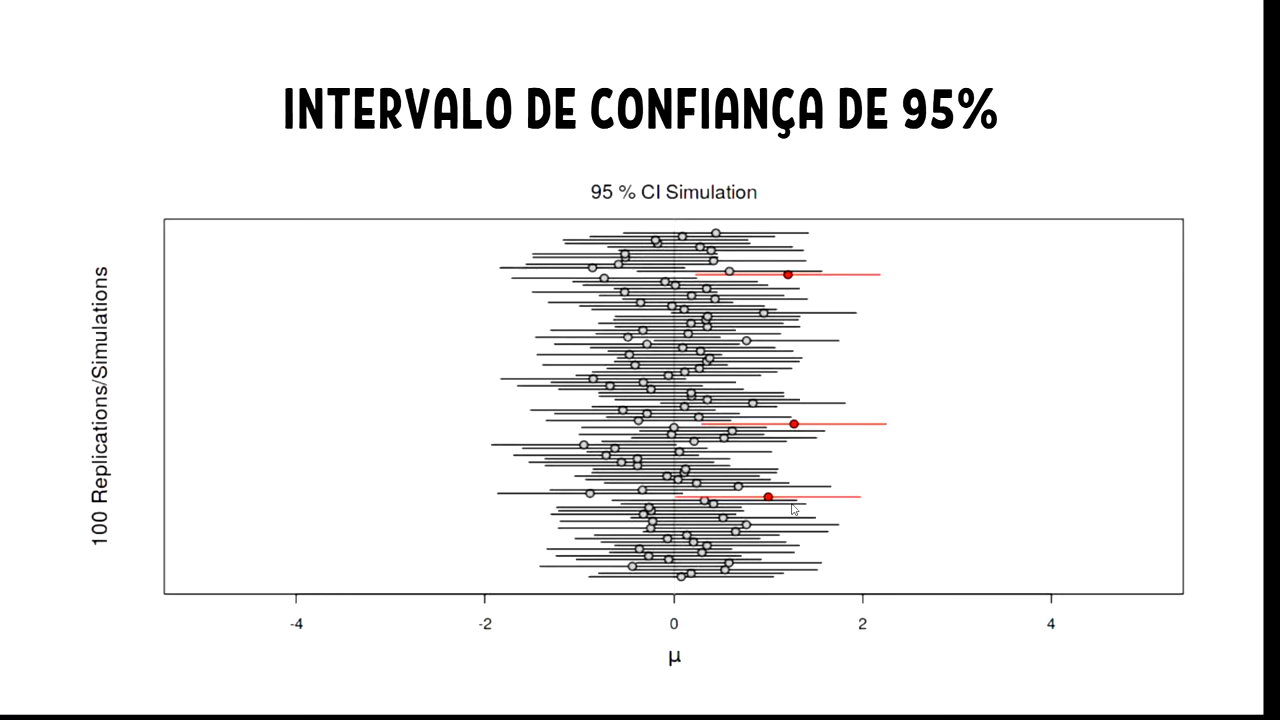 INTERVALO DE CONFIANÇA DE 95%
95 % CI Simulation
100 Replications/Simulations
-4 -2 0 2 4
μ